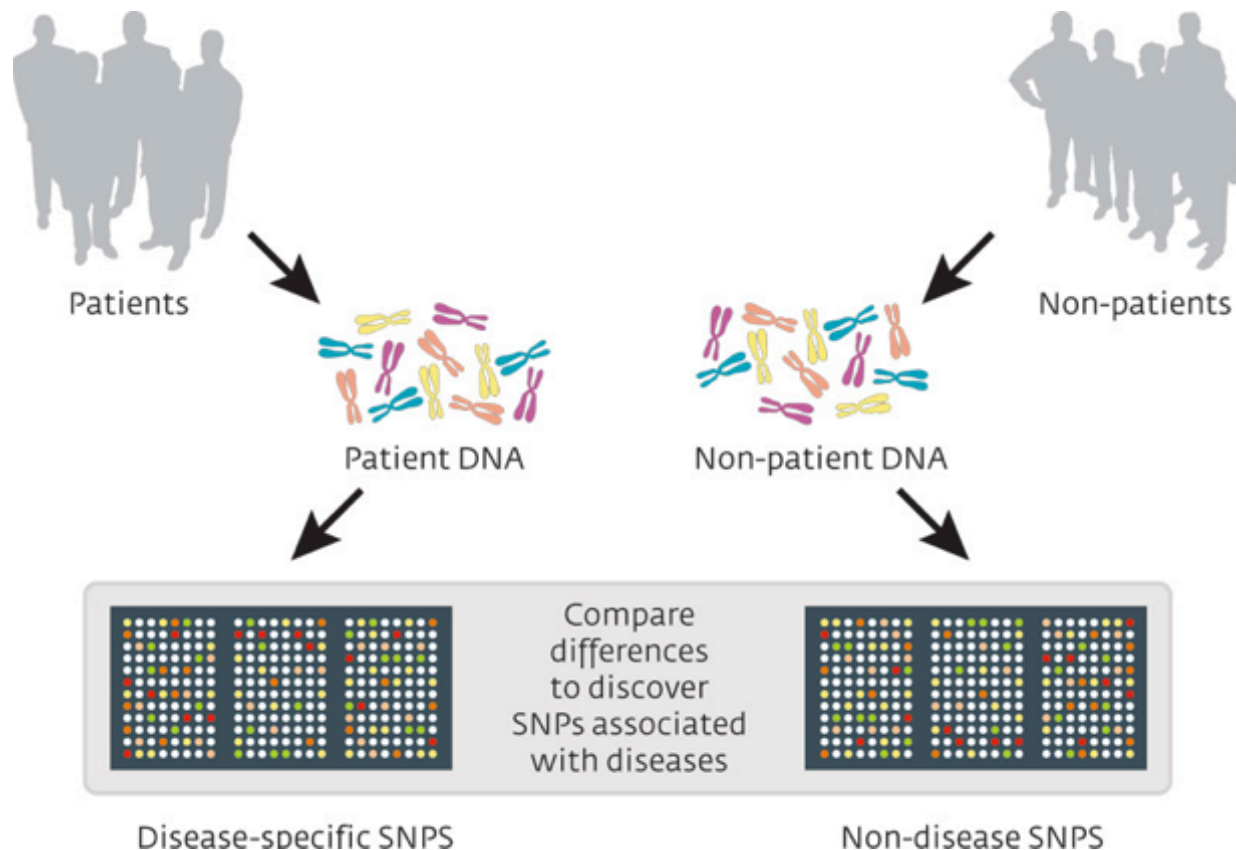 Patients
Non-patients
Patient DNA
Non-patient DNA
Compare
differences
to discover
SNPs associated
with diseases
Disease-specific SNPS
Non-disease SNPS